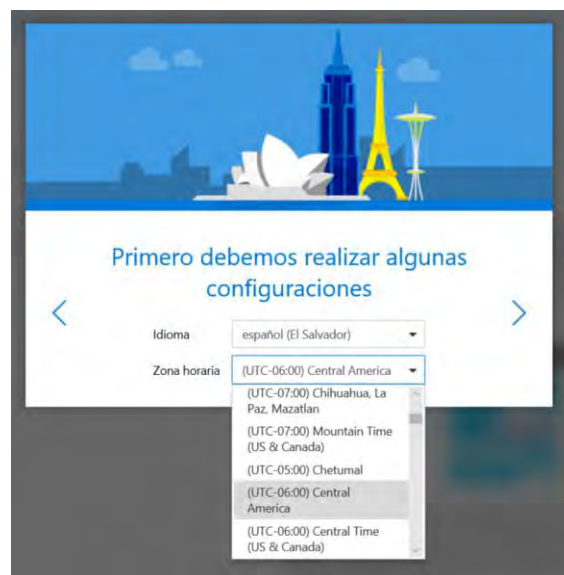 Primero debemos realizar algunas
configuraciones
Idioma
español (El Salvador)
Zona horaria
(UTC-06:00) Central America
(UTC-07:00) Chihuahua, La
Paz, Mazatlan
(UTC-07:00) Mountain Time
(US & Canada)
(UTC-05:00) Chetumal
(UTC-06:00) Central
America
(UTC-06:00) Central Time
(US & Canada)